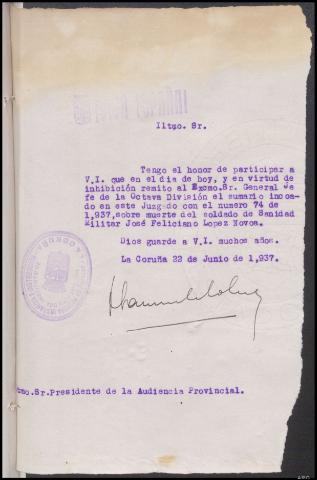 Iltmo. Sr.
Tengo el honor de participar a
V.I. que en el dia de hoy, y en virtud de
inhibición remito al Excmo.Sr. General Je
fe de la Octava División el sumario incoa-
do en este Juzgado con el numero 74 de
1,937,sobre muerte del soldado de Sanidad
Militar José Feliciano Lopez Novoa.
Dios guarde a V.I. muchos años.
La Coruña 22 de Junio de 1,937.
cmo.Sr.Presidente de la Audiencia Provincial.